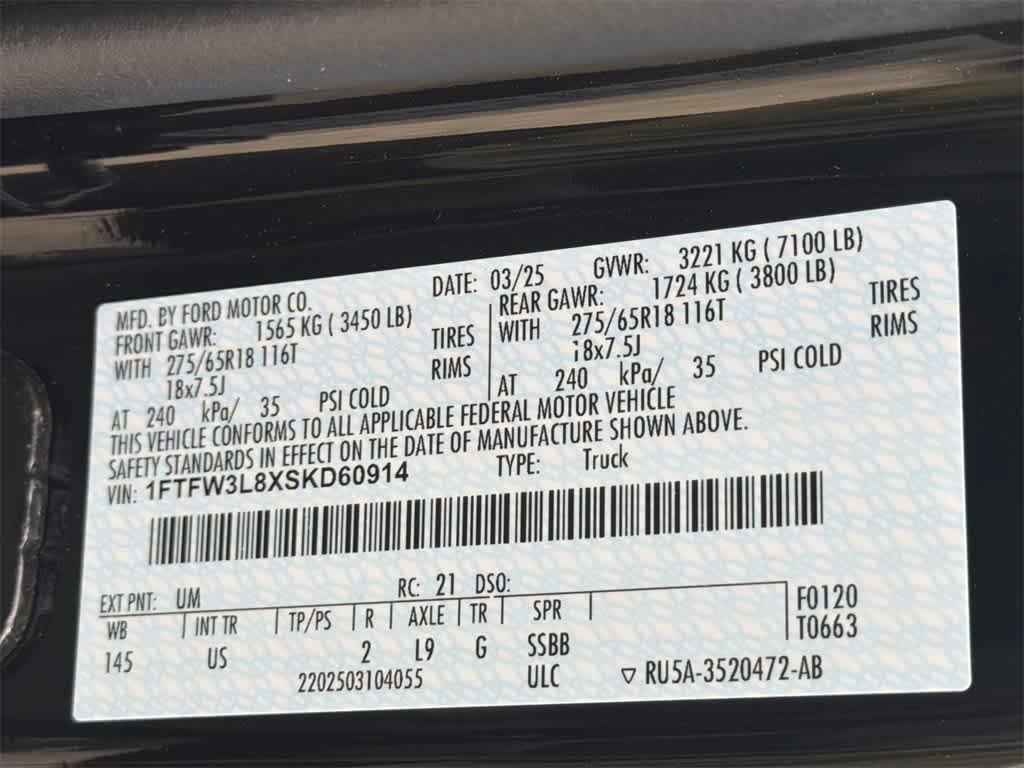 MFD. BY FORD MOTOR CO. DATE: 03/25 GVWR: 3221 KG ( 7100 LB)
FRONT GAWR: 1565 KG ( 3450 LB) REAR GAWR: 1724 KG ( 3800 LB)
WITH 275/65R18 116T TIRES WITH 275/65R18 116T TIRES
18x7.5J RIMS 18x7.5J RIMS
AT 240 kPa/ 35 PSI COLD AT 240 kPa/ 35 PSI COLD
THIS VEHICLE CONFORMS TO ALL APPLICABLE FEDERAL MOTOR VEHICLE
SAFETY STANDARDS IN EFFECT ON THE DATE OF MANUFACTURE SHOWN ABOVE.
VIN: 1FTFW3L8XSKD60914 TYPE: Truck
EXT PNT: UM RC: 21 DSO:
WB INT TR TP/PS R AXLE TR SPR F0120
145 US 2 L9 G SSBB T0663
2202503104055 ULC ▽ RU5A-3520472-AB